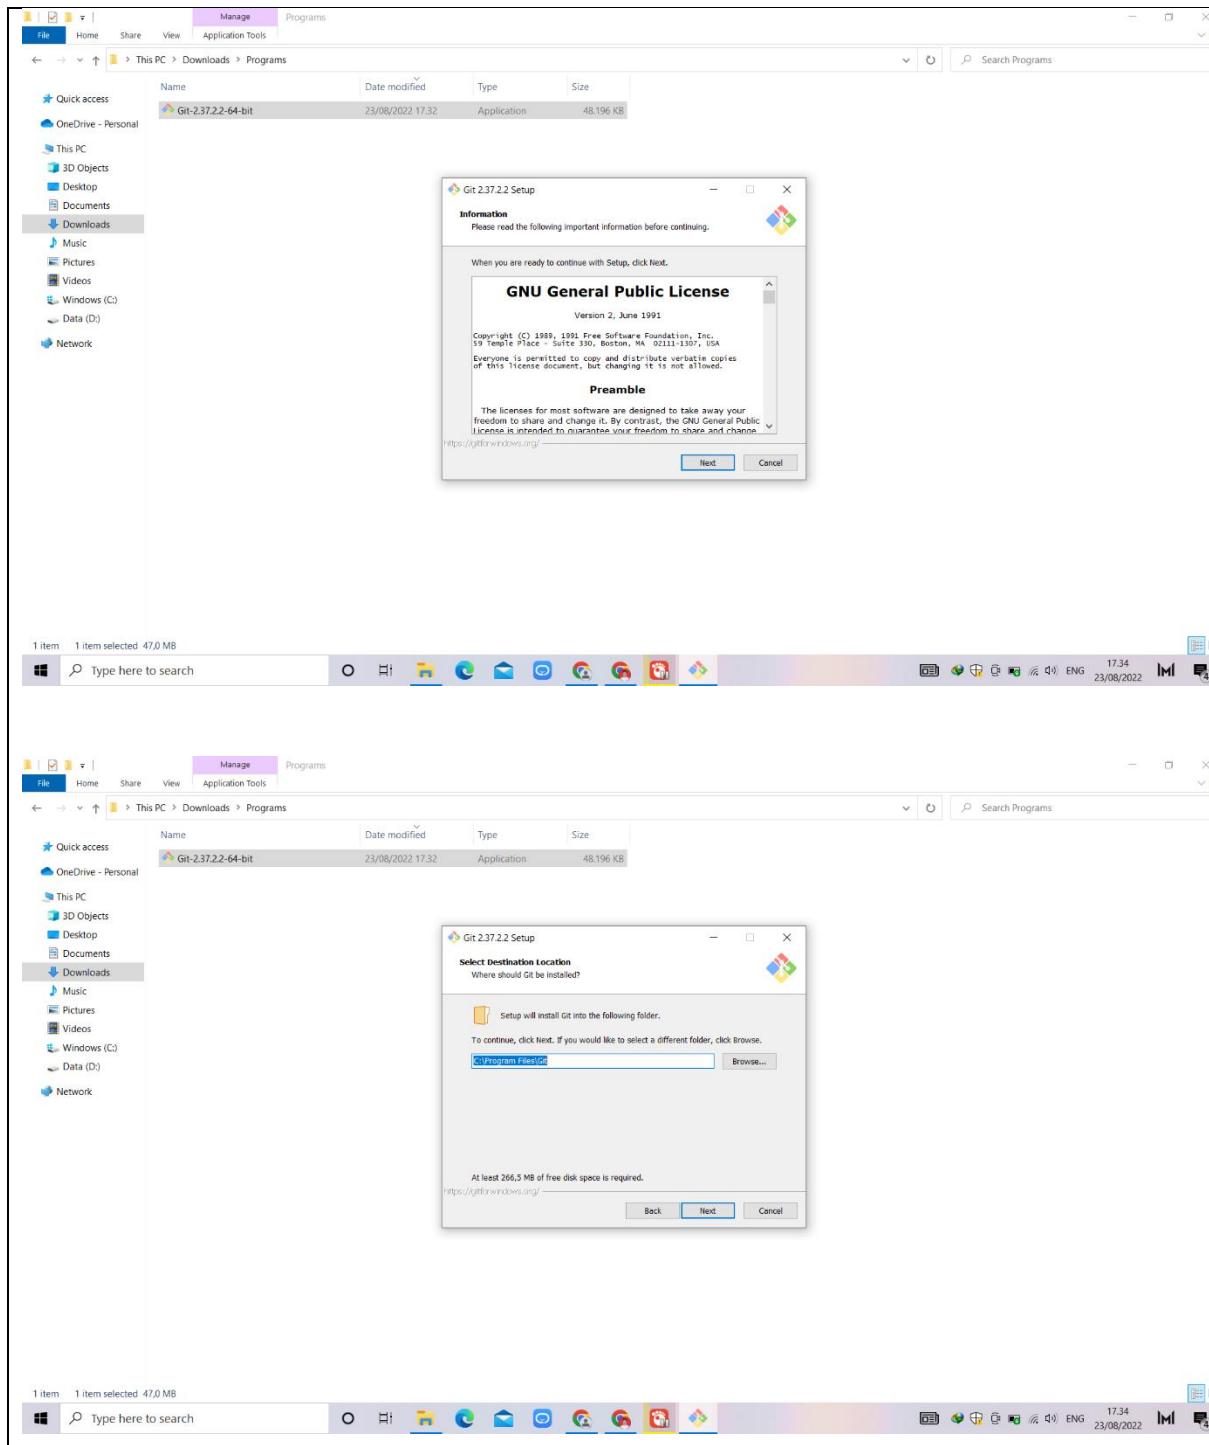 Manage Programs
File Home Share View Application Tools
This PC > Downloads > Programs
Search Programs
Name Date modified Type Size
Quick access
Git-2.37.2.2-64-bit 23/08/2022 17.32 Application 48.196 KB
OneDrive - Personal
This PC
3D Objects
Desktop
Documents
Downloads
Music
Pictures
Videos
Windows (C:)
Data (D:)
Network
Git 2.37.2.2 Setup
Information
Please read the following important information before continuing.
When you are ready to continue with Setup, click Next.
GNU General Public License
Version 2, June 1991
Copyright (C) 1989, 1991 Free Software Foundation, Inc.
59 Temple Place - Suite 330, Boston, MA 02111-1307, USA
Everyone is permitted to copy and distribute verbatim copies
of this license document, but changing it is not allowed.
Preamble
The licenses for most software are designed to take away your
freedom to share and change it. By contrast, the GNU General Public
License is intended to guarantee your freedom to share and change
https://gitforwindows.org/
Next Cancel
1 item 1 item selected 47,0 MB
Type here to search
ENG
17.34
23/08/2022
4
Manage Programs
File Home Share View Application Tools
This PC > Downloads > Programs
Search Programs
Name Date modified Type Size
Quick access
Git-2.37.2.2-64-bit 23/08/2022 17.32 Application 48.196 KB
OneDrive - Personal
This PC
3D Objects
Desktop
Documents
Downloads
Music
Pictures
Videos
Windows (C:)
Data (D:)
Network
Git 2.37.2.2 Setup
Select Destination Location
Where should Git be installed?
Setup will install Git into the following folder.
To continue, click Next. If you would like to select a different folder, click Browse.
C:\Program Files\Git
Browse...
At least 266,5 MB of free disk space is required.
https://gitforwindows.org/
Back Next Cancel
1 item 1 item selected 47,0 MB
Type here to search
ENG
17.34
23/08/2022
4